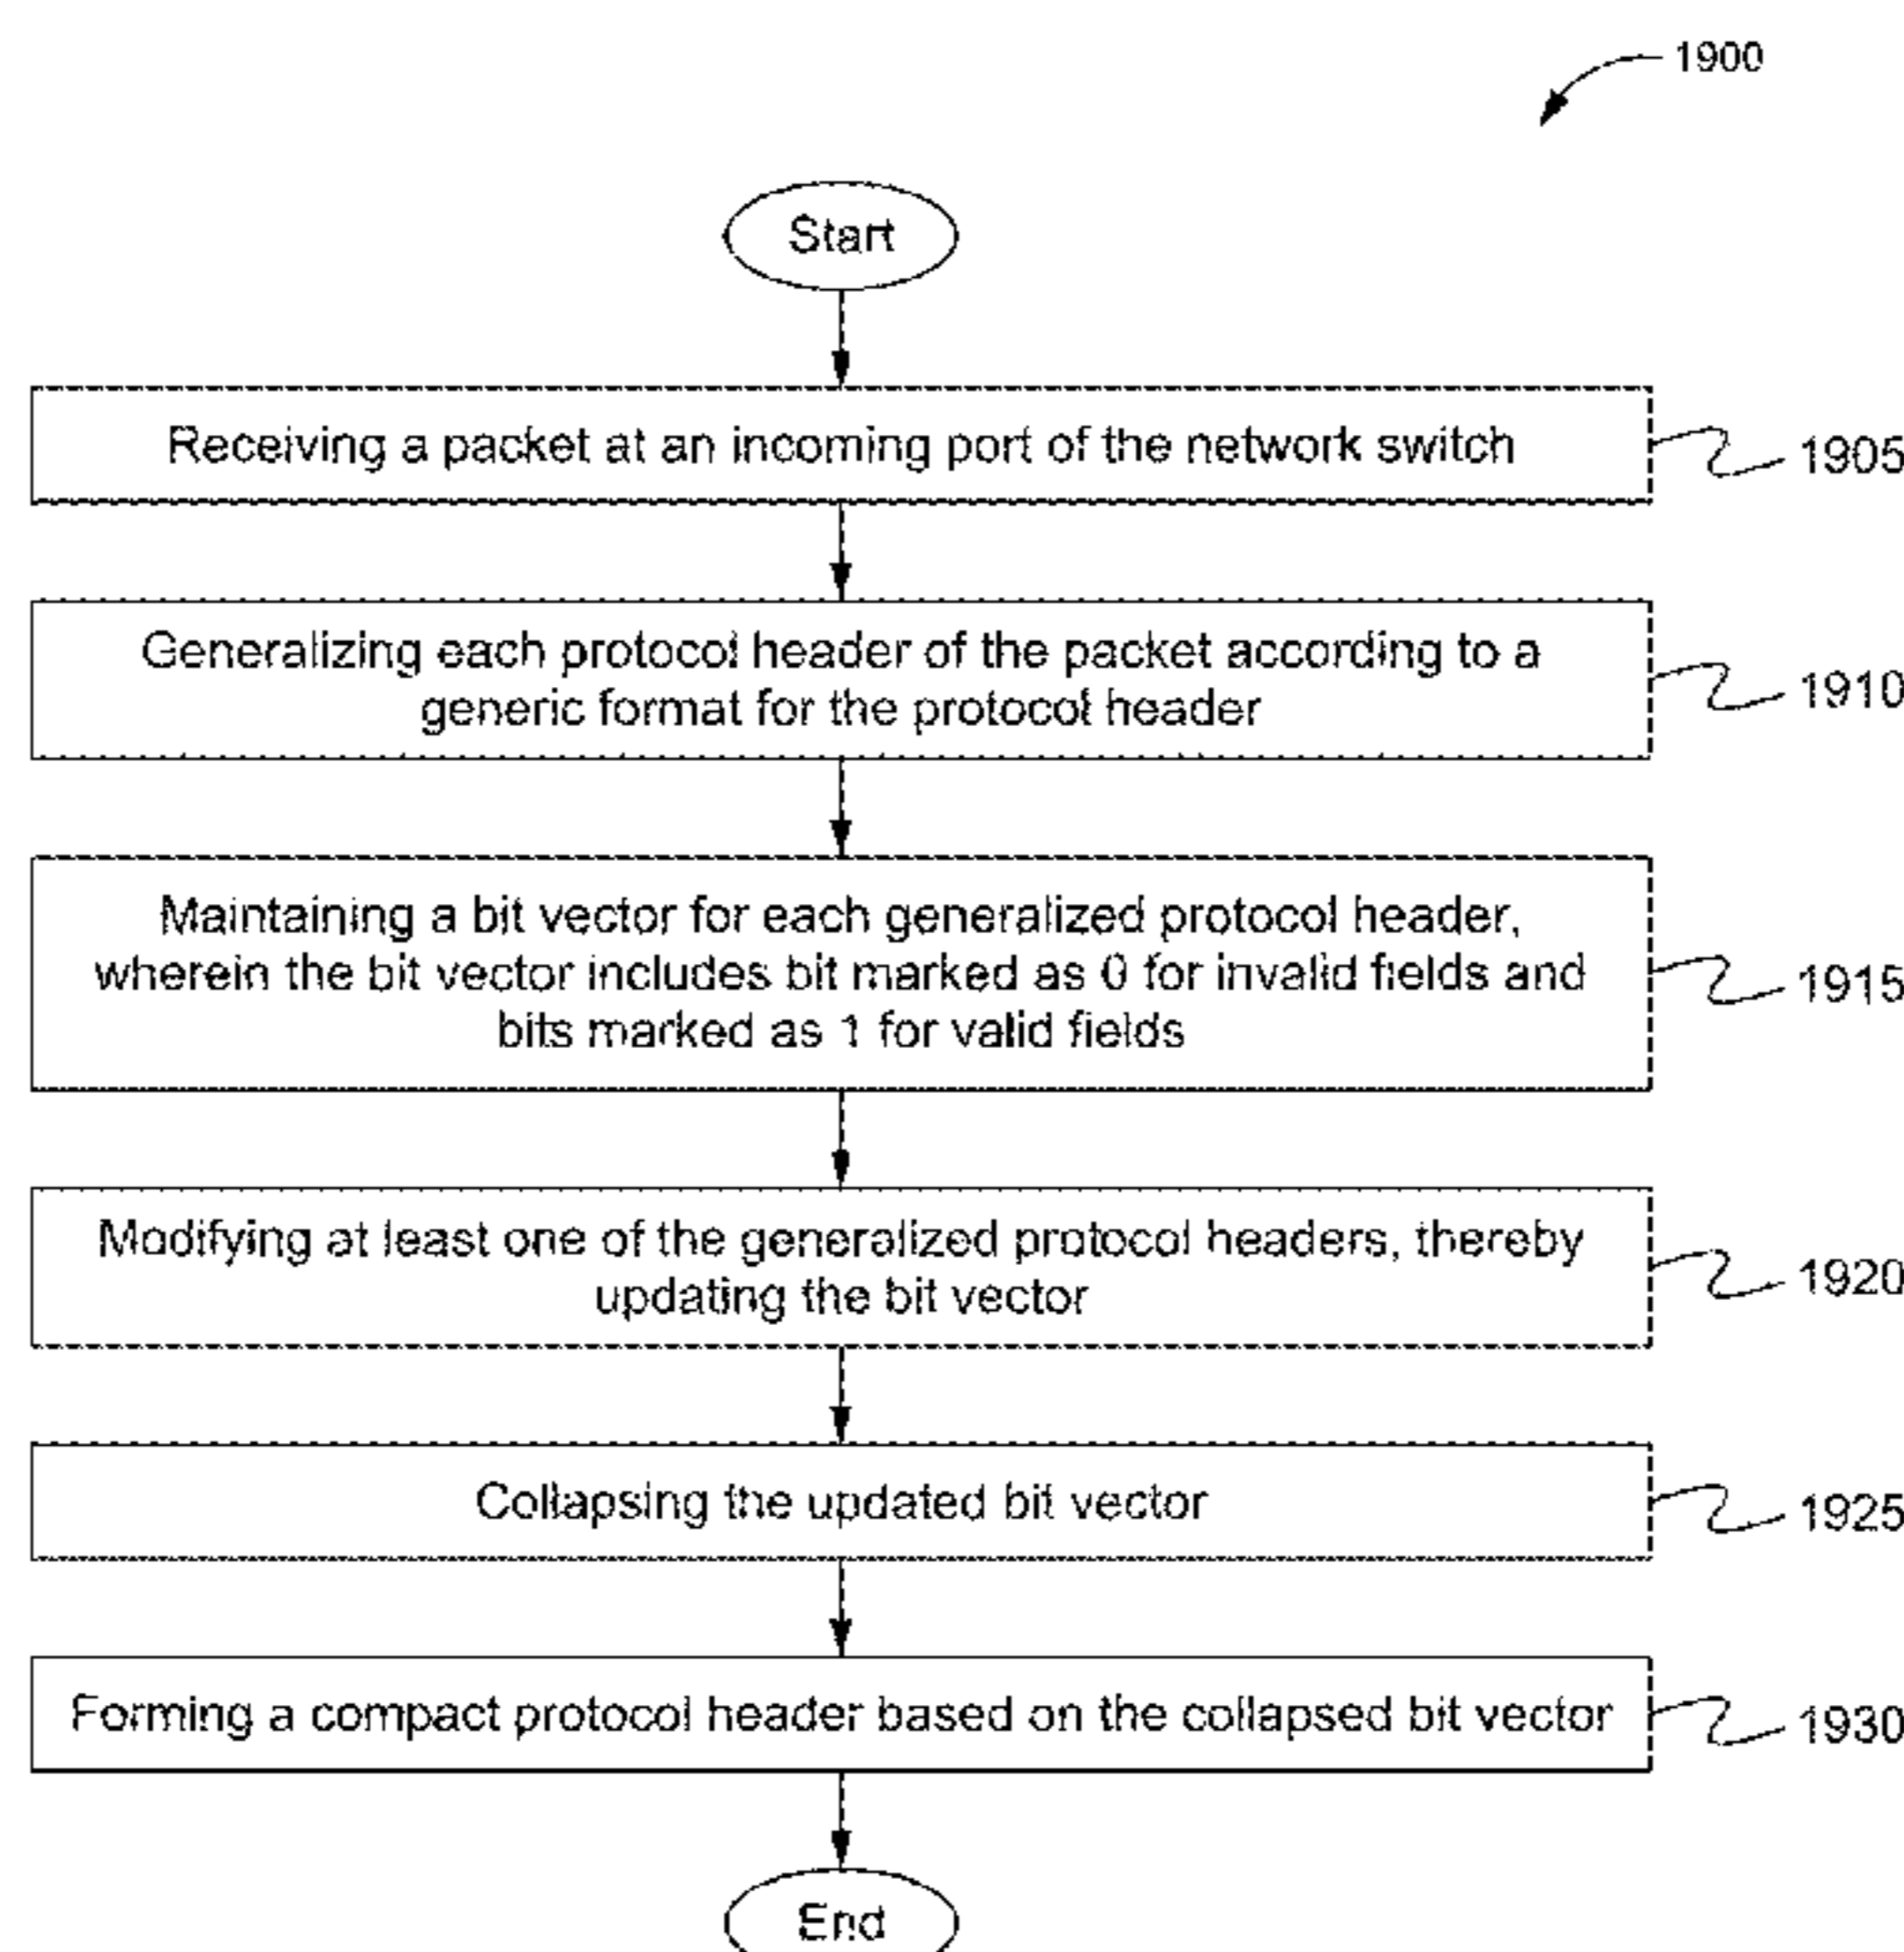 1900
Start
Receiving a packet at an incoming port of the network switch
1905
Generalizing each protocol header of the packet according to a
generic format for the protocol header
1910
Maintaining a bit vector for each generalized protocol header,
wherein the bit vector includes bit marked as 0 for invalid fields and
bits marked as 1 for valid fields
1915
Modifying at least one of the generalized protocol headers, thereby
updating the bit vector
1920
Collapsing the updated bit vector
1925
Forming a compact protocol header based on the collapsed bit vector
1930
End